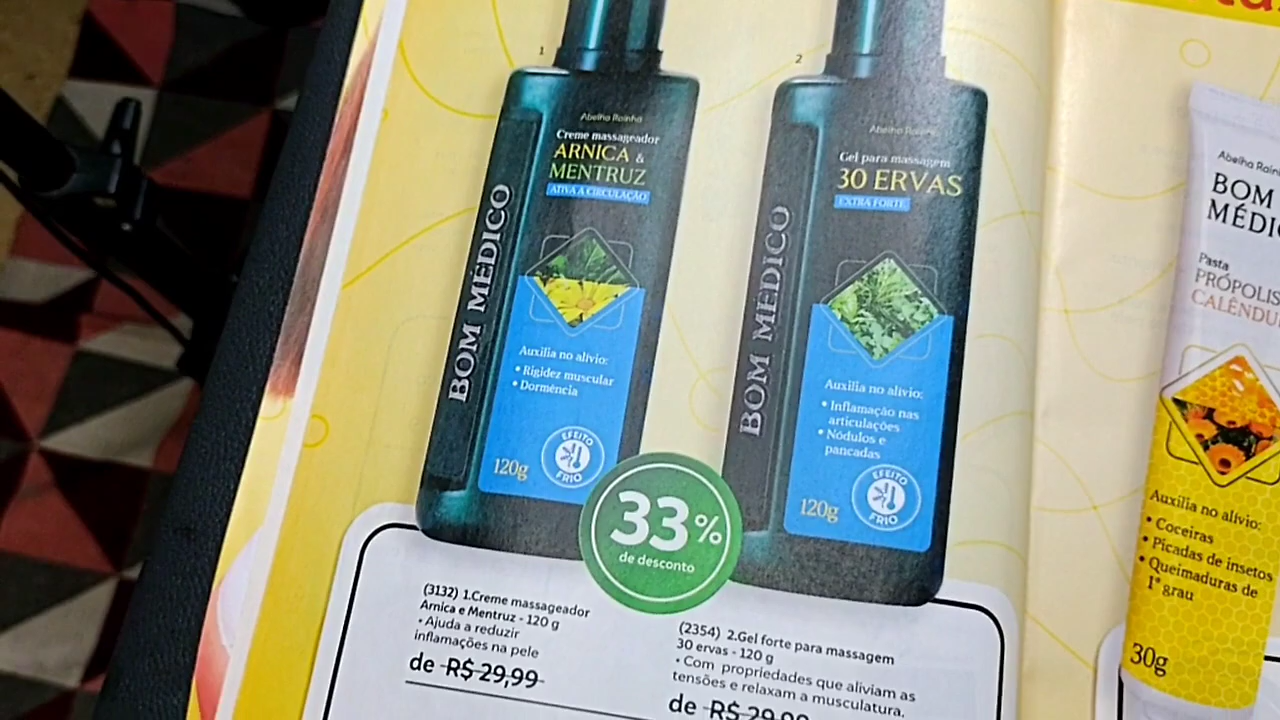 1
Abelha Rainha
Creme massageador
ARNICA &
MENTRUZ
ATIVA A CIRCULAÇÃO
BOM MÉDICO
Auxilia no alívio:
• Rigidez muscular
• Dormência
120g
EFEITO
FRIO
2
Abelha Rainha
Gel para massagem
30 ERVAS
EXTRA FORTE
BOM MÉDICO
Auxilia no alívio:
• Inflamação nas
articulações
• Nódulos e
pancadas
120g
EFEITO
FRIO
33%
de desconto
(3132) 1.Creme massageador
Arnica e Mentruz - 120 g
• Ajuda a reduzir
inflamações na pele
de R$ 29,99
(2354) 2.Gel forte para massagem
30 ervas - 120 g
• Com propriedades que aliviam as
tensões e relaxam a musculatura.
de R$ 29,99
Abelha
BOM
Pasta
Auxilia no alívio:
• Coceiras
• Picadas de insetos
• Queimaduras de
1º grau
30g